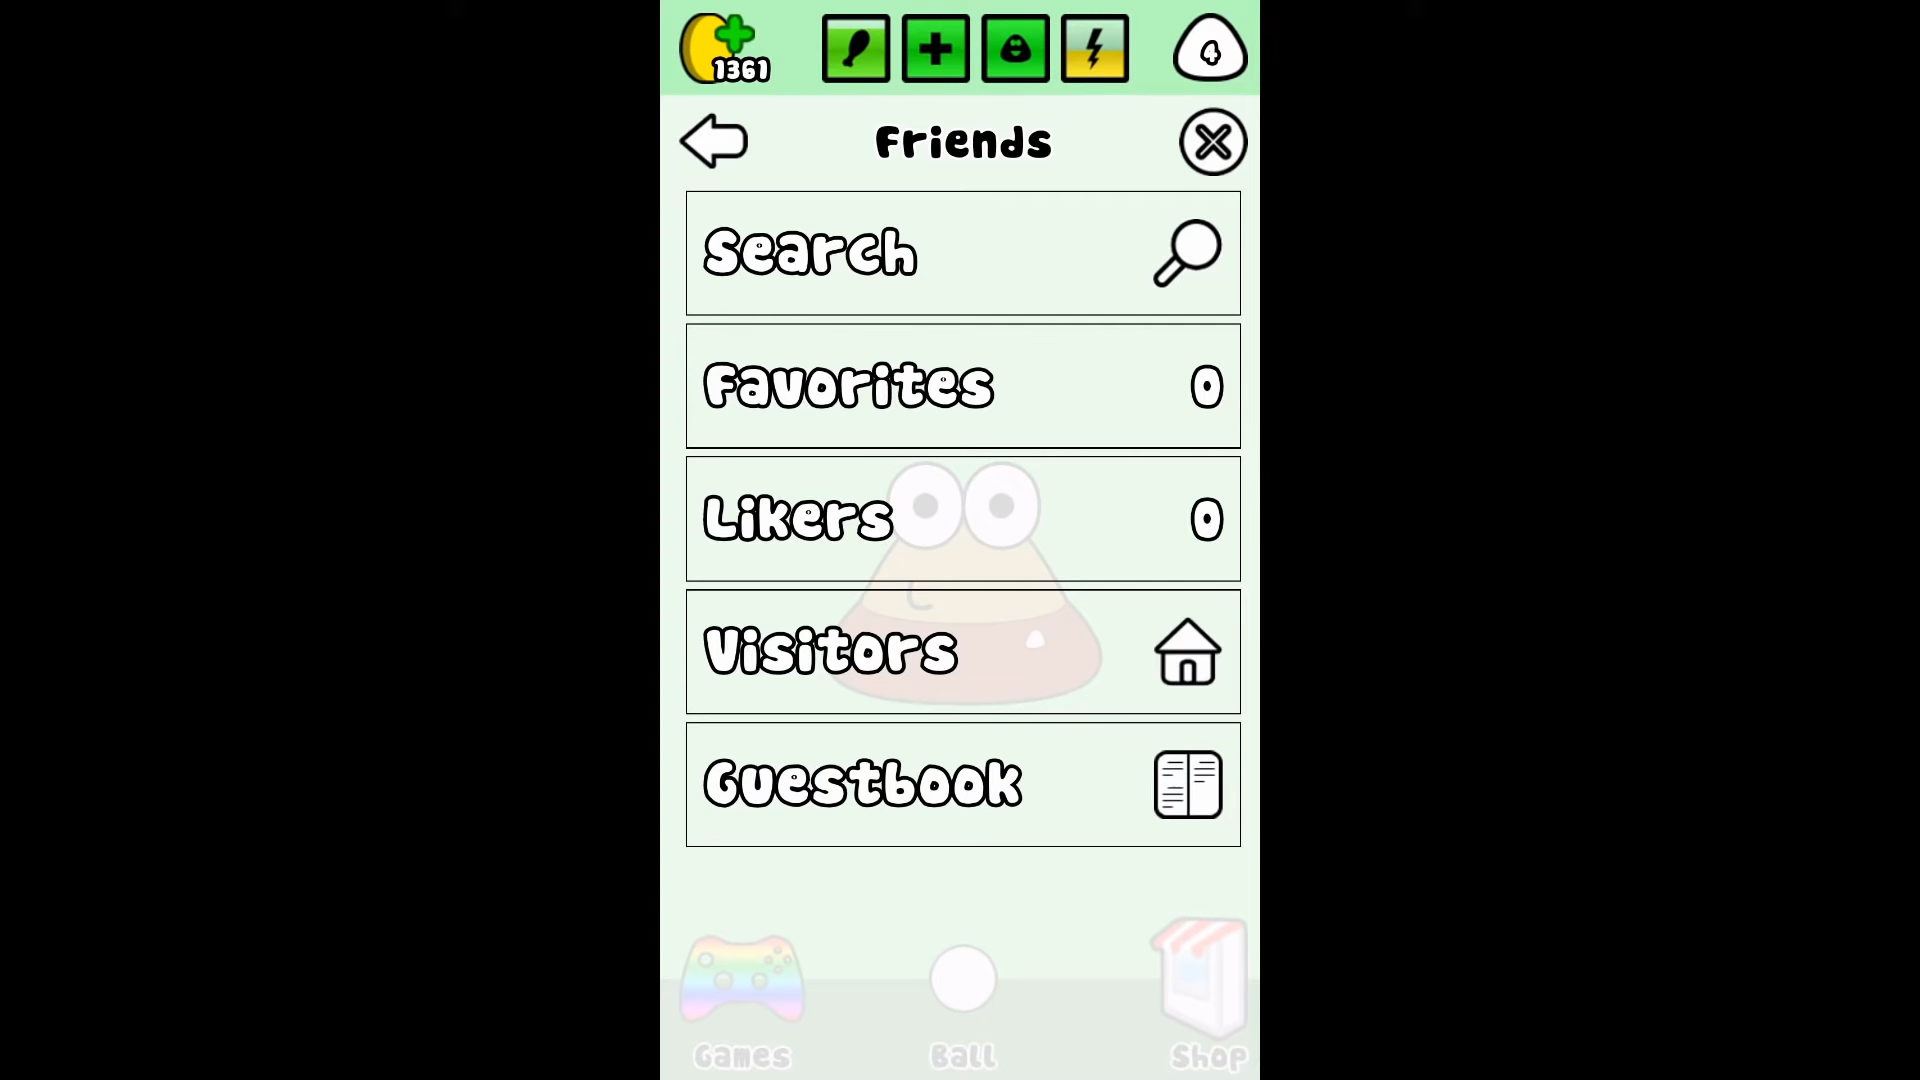 1361
4
Friends
Search
Favorites 0
Likers 0
Visitors
Guestbook
Games Ball Shop